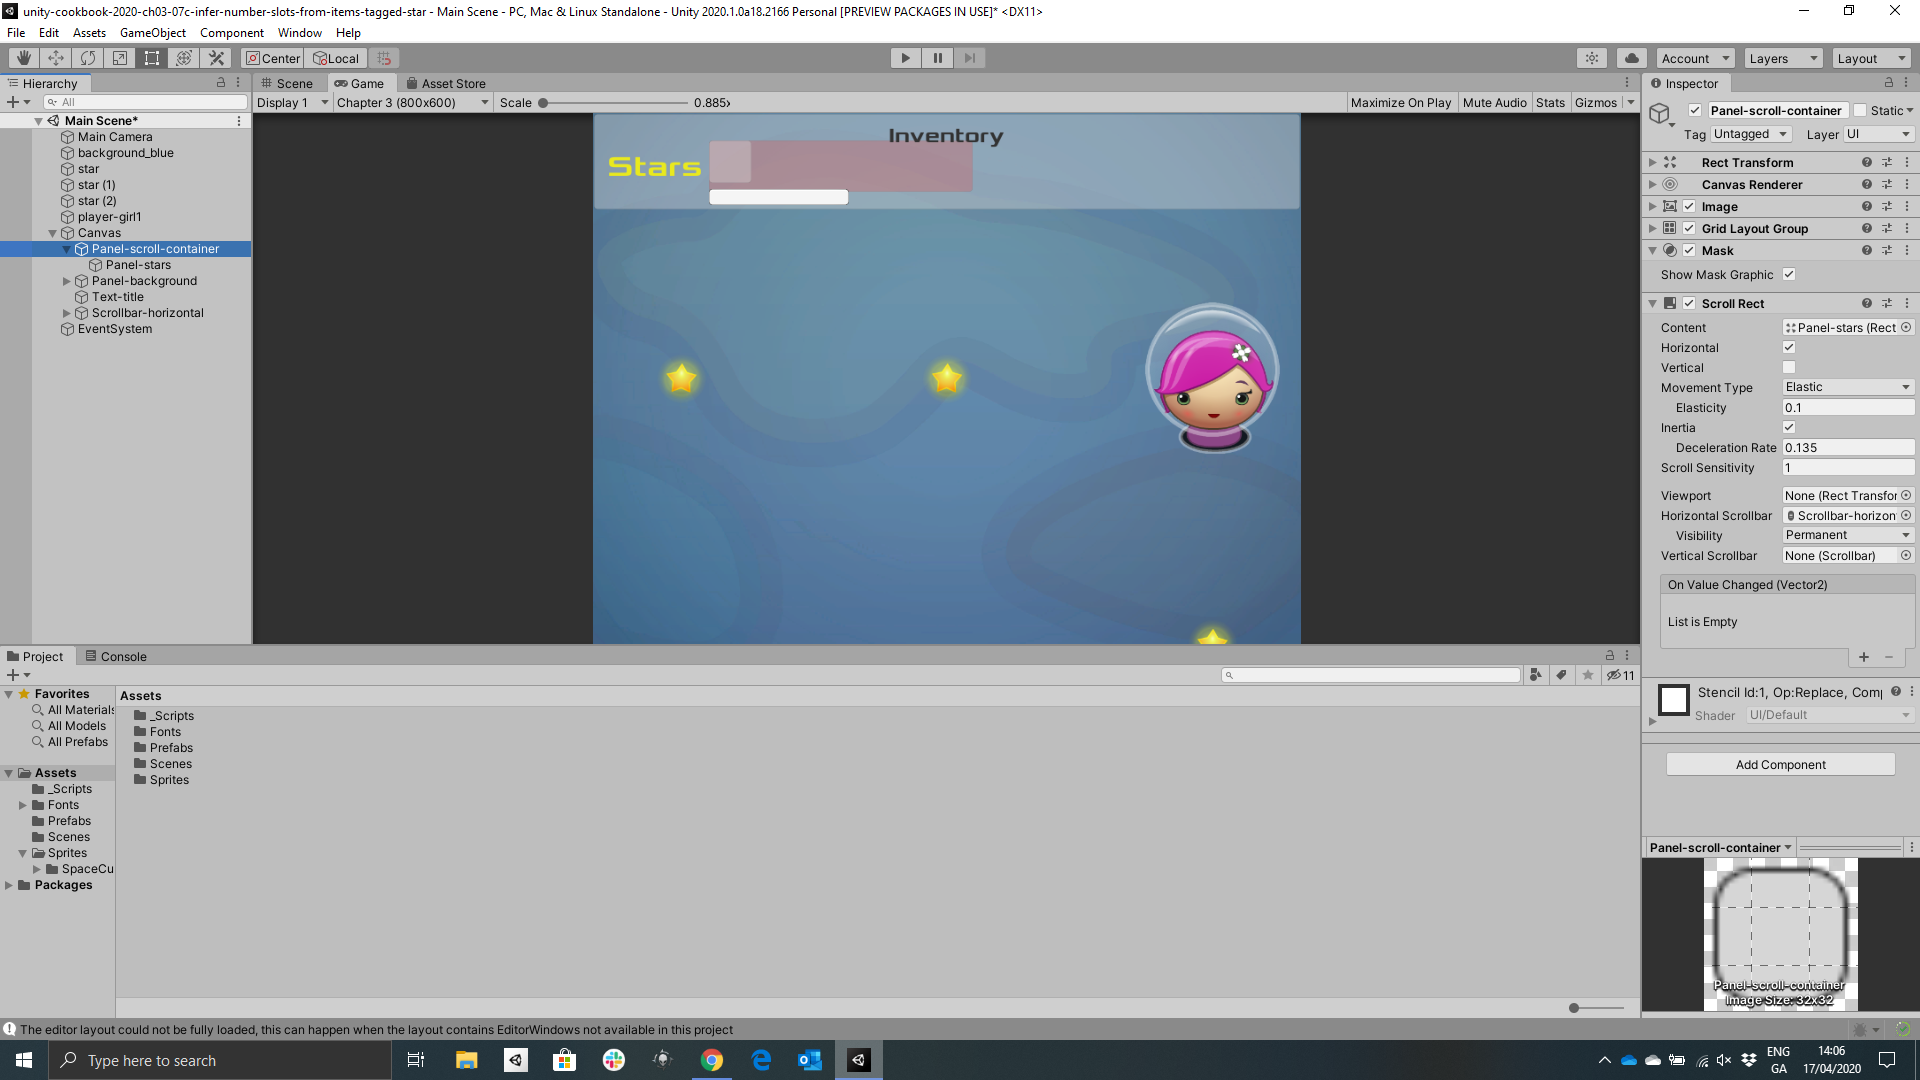 unity-cookbook-2020-ch03-07c-infer-number-slots-from-items-tagged-star - Main Scene - PC, Mac & Linux Standalone - Unity 2020.1.0a18.2166 Personal [PREVIEW PACKAGES IN USE]* <DX11>
File Edit Assets GameObject Component Window Help
Center Local Account Layers Layout
Hierarchy
All
Main Scene*
Main Camera
background_blue
star
star (1)
star (2)
player-girl1
Canvas
Panel-scroll-container
Panel-stars
Panel-background
Text-title
Scrollbar-horizontal
EventSystem
Scene Game Asset Store
Display 1 Chapter 3 (800x600) Scale 0.885x Maximize On Play Mute Audio Stats Gizmos
Inventory
Stars
Inspector
Panel-scroll-container Static
Tag Untagged Layer UI
Rect Transform
Canvas Renderer
Image
Grid Layout Group
Mask
Show Mask Graphic
Scroll Rect
Content Panel-stars (Rect
Horizontal
Vertical
Movement Type Elastic
Elasticity 0.1
Inertia
Deceleration Rate 0.135
Scroll Sensitivity 1
Viewport None (Rect Transfor
Horizontal Scrollbar Scrollbar-horizon
Visibility Permanent
Vertical Scrollbar None (Scrollbar)
On Value Changed (Vector2)
List is Empty
+ −
Stencil Id:1, Op:Replace, Comp
Shader UI/Default
Add Component
Panel-scroll-container
Panel-scroll-container
Image Size: 32x32
Project Console
11
Favorites
All Materials
All Models
All Prefabs
Assets
_Scripts
Fonts
Prefabs
Scenes
Sprites
SpaceCu
Packages
Assets
_Scripts
Fonts
Prefabs
Scenes
Sprites
The editor layout could not be fully loaded, this can happen when the layout contains EditorWindows not available in this project
Type here to search
ENG
GA
14:06
17/04/2020